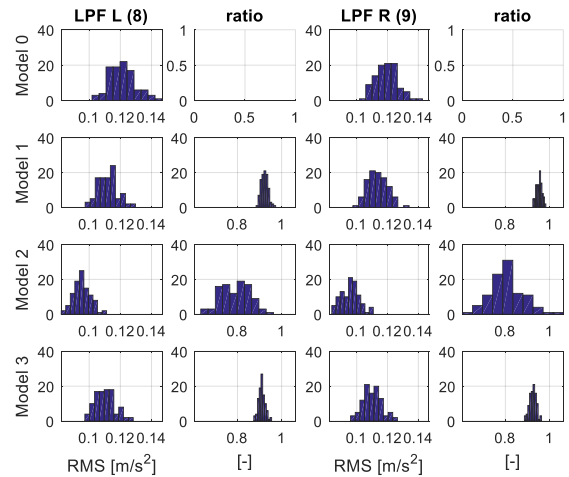 LPF L (8) ratio LPF R (9) ratio
Model 0
40 1 40 1
20 0.5 20 0.5
0 0 0 0
0.1 0.12 0.14 0 0.5 1 0.1 0.12 0.14 0 0.5 1
Model 1
40 40 40 40
20 20 20 20
0 0 0 0
0.1 0.12 0.14 0.8 1 0.1 0.12 0.14 0.8 1
Model 2
40 40 40 40
20 20 20 20
0 0 0 0
0.1 0.12 0.14 0.8 1 0.1 0.12 0.14 0.8 1
Model 3
40 40 40 40
20 20 20 20
0 0 0 0
0.1 0.12 0.14 0.8 1 0.1 0.12 0.14 0.8 1
RMS [m/s²] [-] RMS [m/s²] [-]